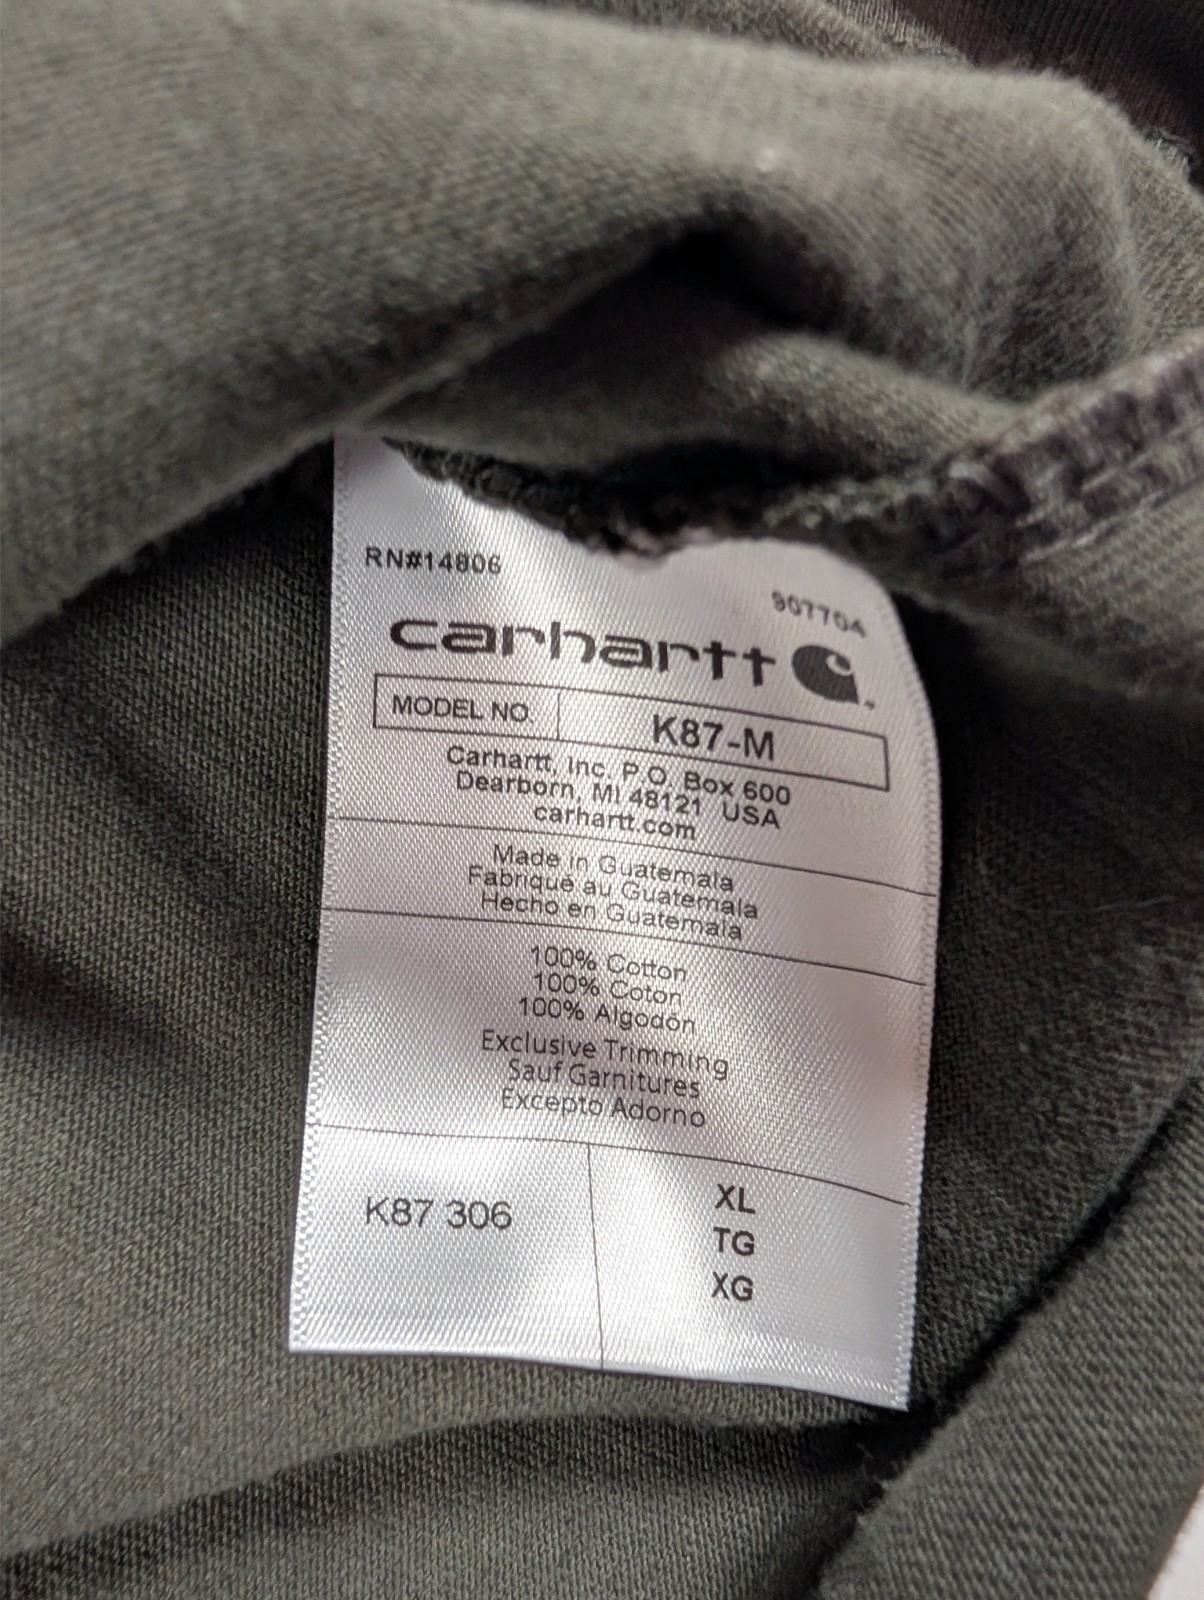 RN#14806
907704
carhartt
MODEL NO. K87-M
Carhartt, Inc. P.O. Box 600
Dearborn, MI 48121 USA
carhartt.com
Made in Guatemala
Fabrique au Guatemala
Hecho en Guatemala
100% Cotton
100% Coton
100% Algodón
Exclusive Trimming
Sauf Garnitures
Excepto Adorno
K87 306
XL
TG
XG